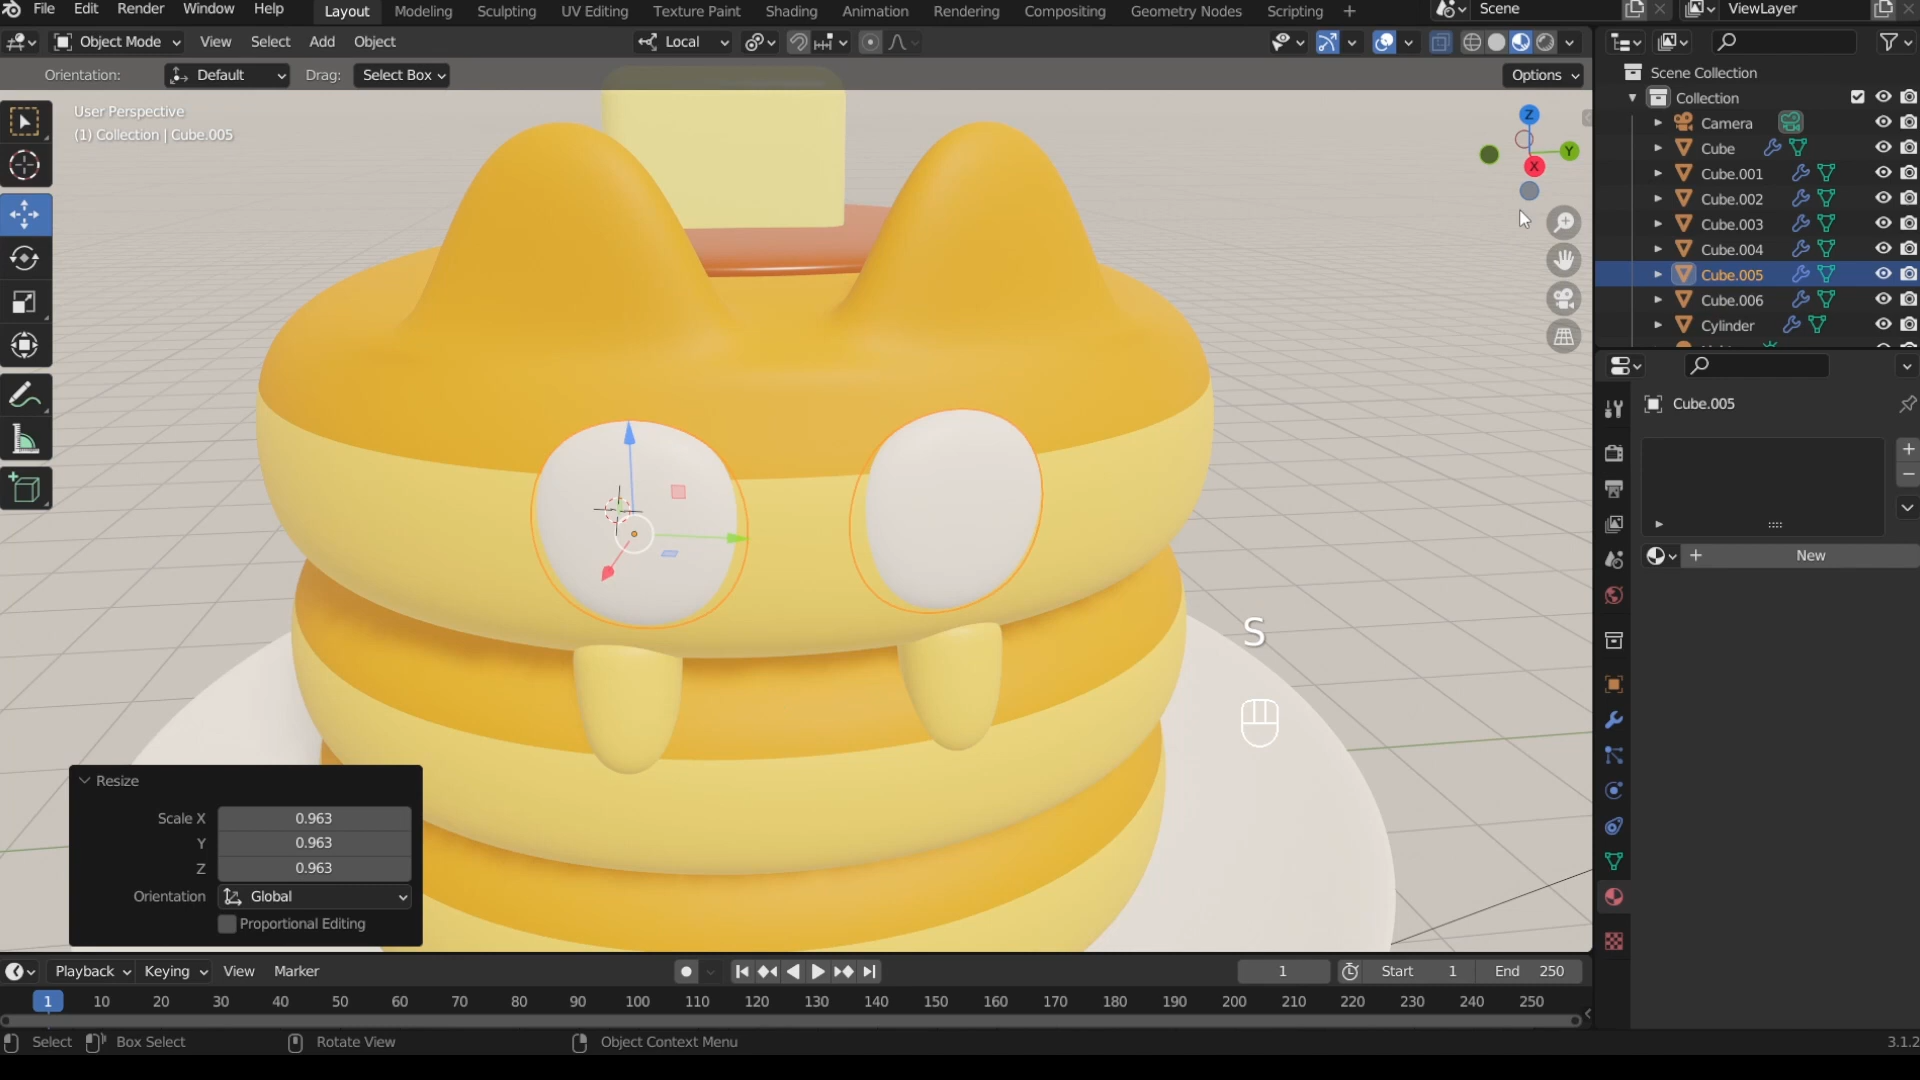 File Edit Render Window Help Layout Modeling Sculpting UV Editing Texture Paint Shading Animation Rendering Compositing Geometry Nodes Scripting + Scene ViewLayer
Object Mode View Select Add Object Local
Orientation: Default Drag: Select Box Options
User Perspective
(1) Collection | Cube.005
Z
Y
X
Scene Collection
Collection
Camera
Cube
Cube.001
Cube.002
Cube.003
Cube.004
Cube.005
Cube.006
Cylinder
Cube.005
New
S
Resize
Scale X 0.963
Y 0.963
Z 0.963
Orientation Global
Proportional Editing
Playback Keying View Marker 1 Start 1 End 250
1 10 20 30 40 50 60 70 80 90 100 110 120 130 140 150 160 170 180 190 200 210 220 230 240 250
Select Box Select Rotate View Object Context Menu 3.1.2